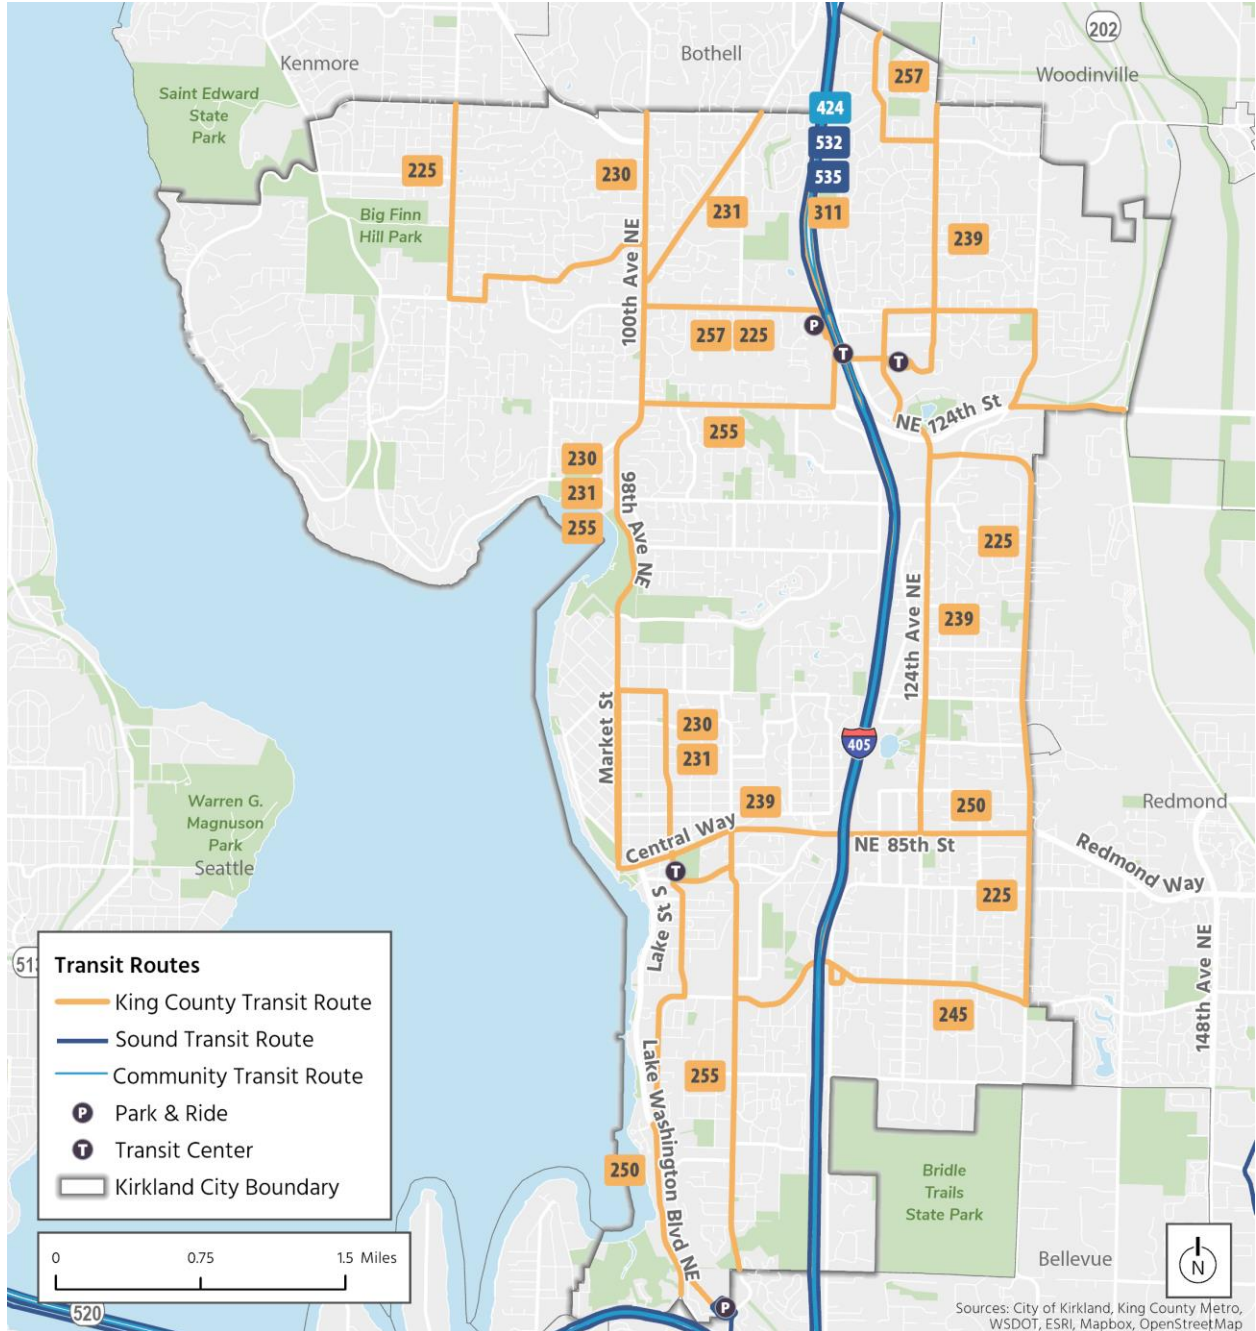 202
Kenmore
Bothell
Woodinville
257
Saint Edward
State
Park
424
532
535
225
230
311
231
Big Finn
Hill Park
239
100th Ave NE
257
225
P
T
T
NE 124th St
255
230
231
255
98th Ave NE
225
239
124th Ave NE
Market St
230
231
405
239
250
Warren G.
Magnuson
Park
Seattle
Redmond
Central Way
NE 85th St
Redmond Way
T
225
Lake St S
148th Ave NE
513
245
Lake Washington Blvd NE
255
250
Bridle
Trails
State Park
Bellevue
P
520
Transit Routes
King County Transit Route
Sound Transit Route
Community Transit Route
P Park & Ride
T Transit Center
Kirkland City Boundary
0 0.75 1.5 Miles
N
Sources: City of Kirkland, King County Metro,
WSDOT, ESRI, Mapbox, OpenStreetMap